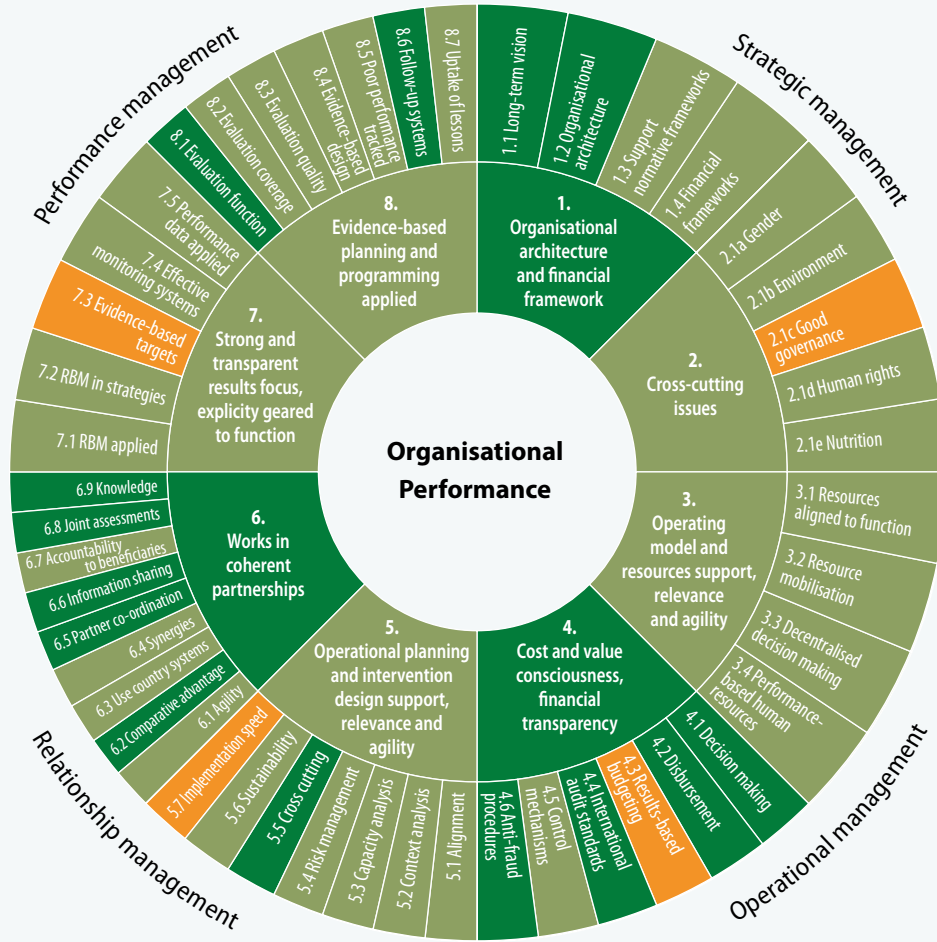 Performance management
Strategic management
Operational management
Relationship management
Organisational
Performance
1.
Organisational
architecture
and financial
framework
1.1 Long-term vision
1.2 Organisational
architecture
1.3 Support
normative frameworks
1.4 Financial
frameworks
2.
Cross-cutting
issues
2.1a Gender
2.1b Environment
2.1c Good
governance
2.1d Human rights
2.1e Nutrition
3.
Operating
model and
resources support,
relevance
and agility
3.1 Resources
aligned to function
3.2 Resource
mobilisation
3.3 Decentralised
decision making
3.4 Performance-
based human
resources
4.
Cost and value
consciousness,
financial
transparency
4.1 Decision making
4.2 Disbursement
4.3 Results-based
budgeting
4.4 International
audit standards
4.5 Control
mechanisms
4.6 Anti-fraud
procedures
5.
Operational planning
and intervention
design support,
relevance and
agility
5.1 Alignment
5.2 Context analysis
5.3 Capacity analysis
5.4 Risk management
5.5 Cross cutting
5.6 Sustainability
5.7 Implementation speed
6.
Works in
coherent
partnerships
6.1 Agility
6.2 Comparative advantage
6.3 Use country systems
6.4 Synergies
6.5 Partner co-ordination
6.6 Information sharing
6.7 Accountability
to beneficiaries
6.8 Joint assessments
6.9 Knowledge
7.
Strong and
transparent
results focus,
explicity geared
to function
7.1 RBM applied
7.2 RBM in strategies
7.3 Evidence-based
targets
7.4 Effective
monitoring systems
7.5 Performance
data applied
8.
Evidence-based
planning and
programming
applied
8.1 Evaluation function
8.2 Evaluation coverage
8.3 Evaluation quality
8.4 Evidence-based
design
8.5 Poor performance
tracked
8.6 Follow-up systems
8.7 Uptake of lessons